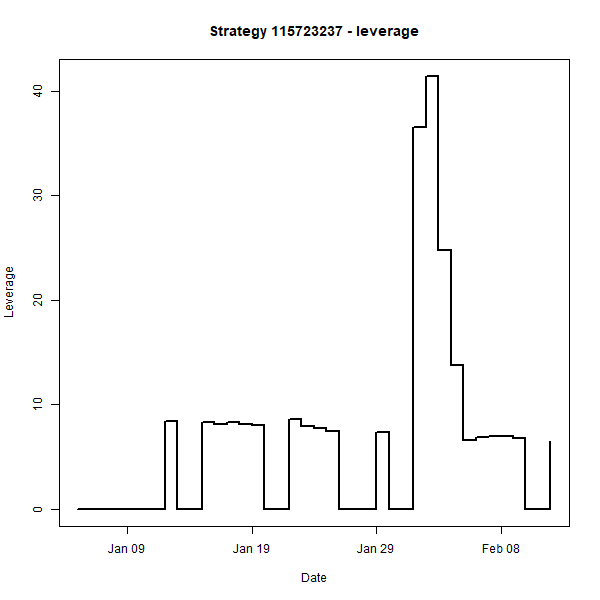 Strategy 115723237 - leverage
Leverage
40
30
20
10
0
Jan 09 Jan 19 Jan 29 Feb 08
Date